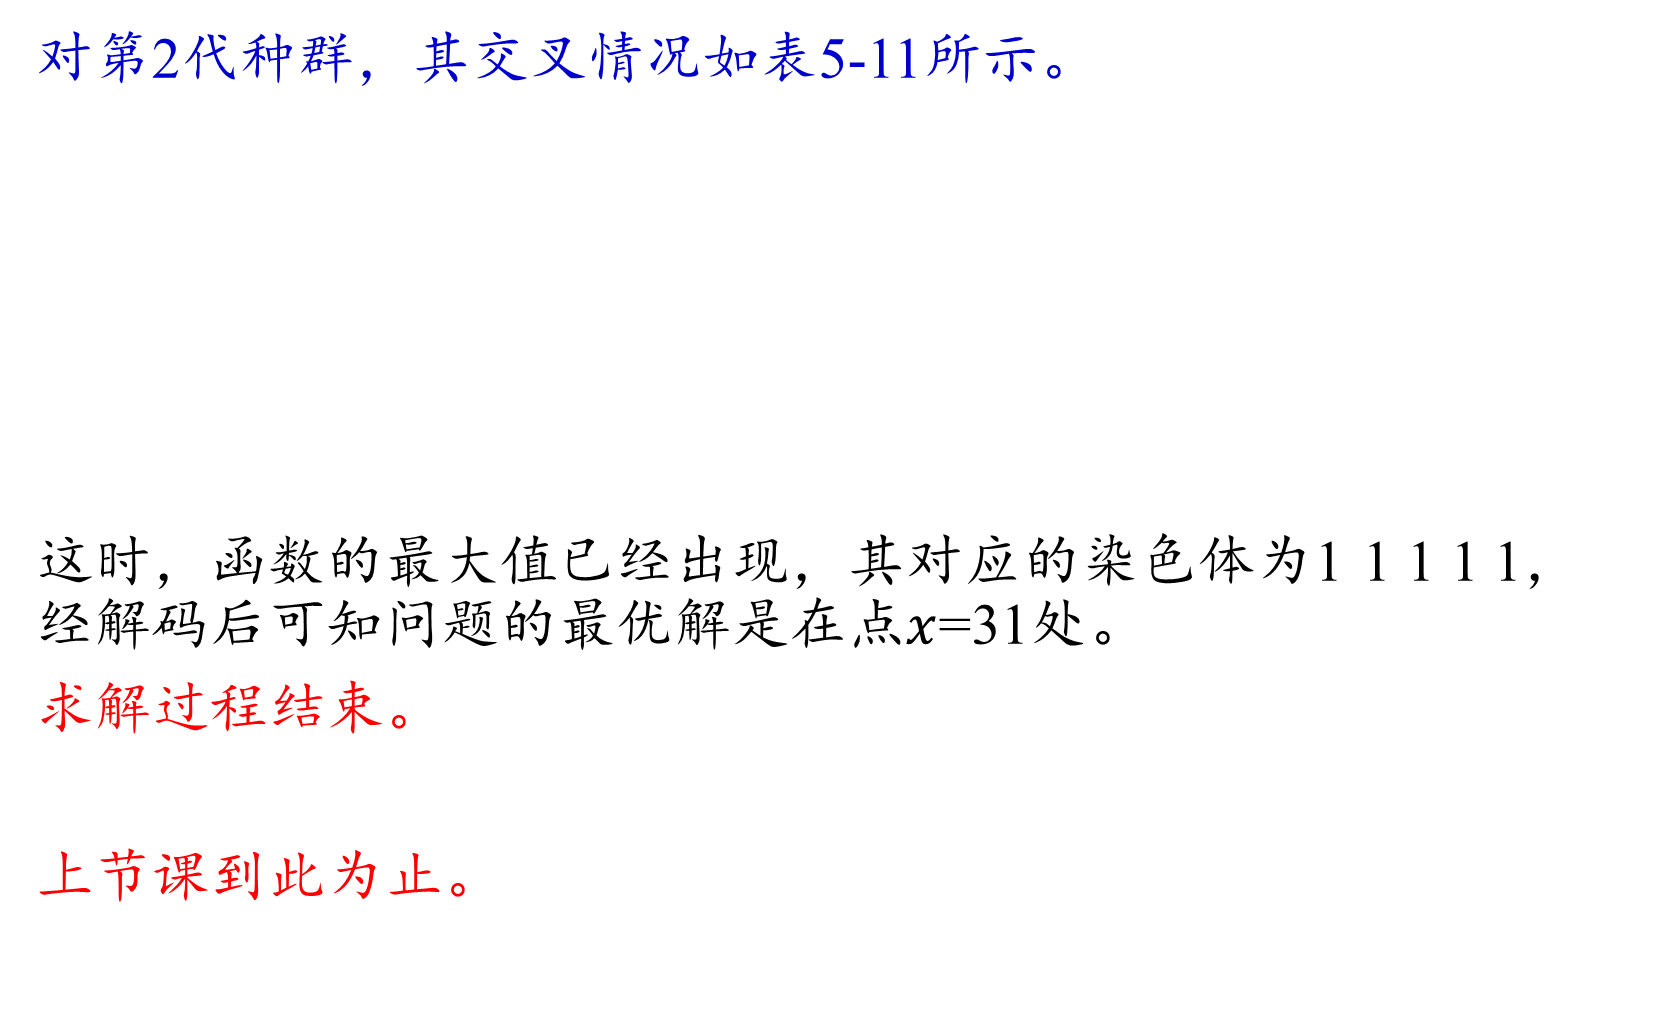 对第2代种群，其交叉情况如表5-11所示。
这时，函数的最大值已经出现，其对应的染色体为1 1 1 1 1，
经解码后可知问题的最优解是在点x=31处。
求解过程结束。
上节课到此为止。